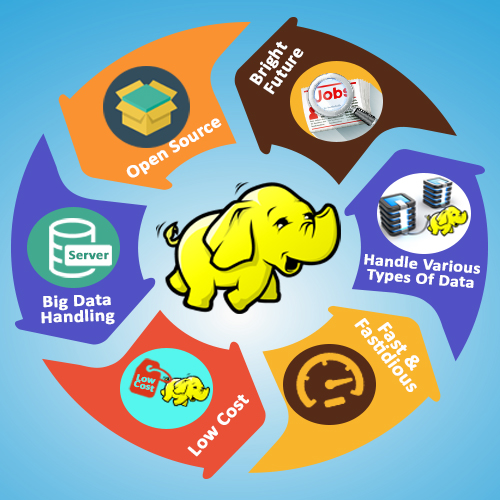 Bright
Future
Jobs
Open Source
Handle Various
Types Of Data
Server
Big Data
Handling
Fast &
Fastidious
Low
Cost
Low Cost